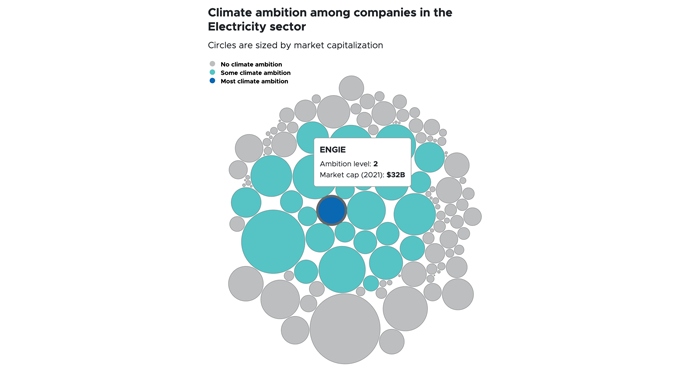 Climate ambition among companies in the
Electricity sector
Circles are sized by market capitalization
No climate ambition
Some climate ambition
Most climate ambition
ENGIE
Ambition level: 2
Market cap (2021): $32B